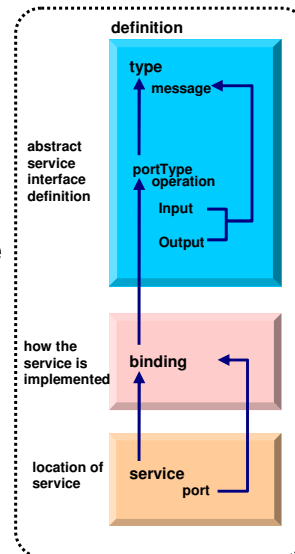 definition
type
message
abstract
service
interface
definition
portType
operation
Input
Output
e
how the
service is
implemented
binding
location of
service
service
port